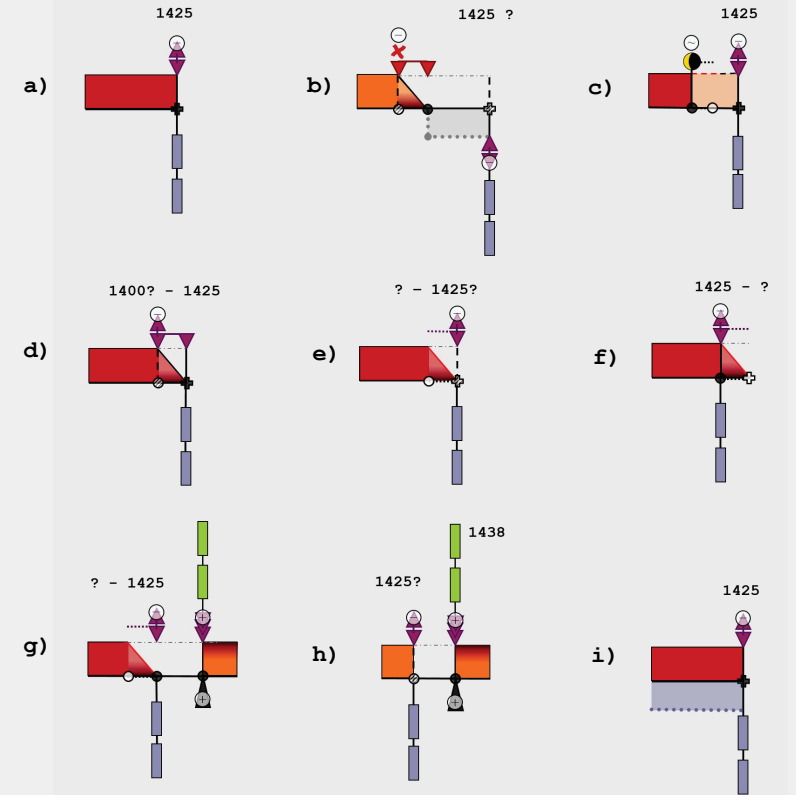 1425
1425 ?
1425
a)
b)
c)
1400? – 1425
? – 1425?
1425 – ?
d)
e)
f)
1438
? – 1425
1425?
1425
g)
h)
i)